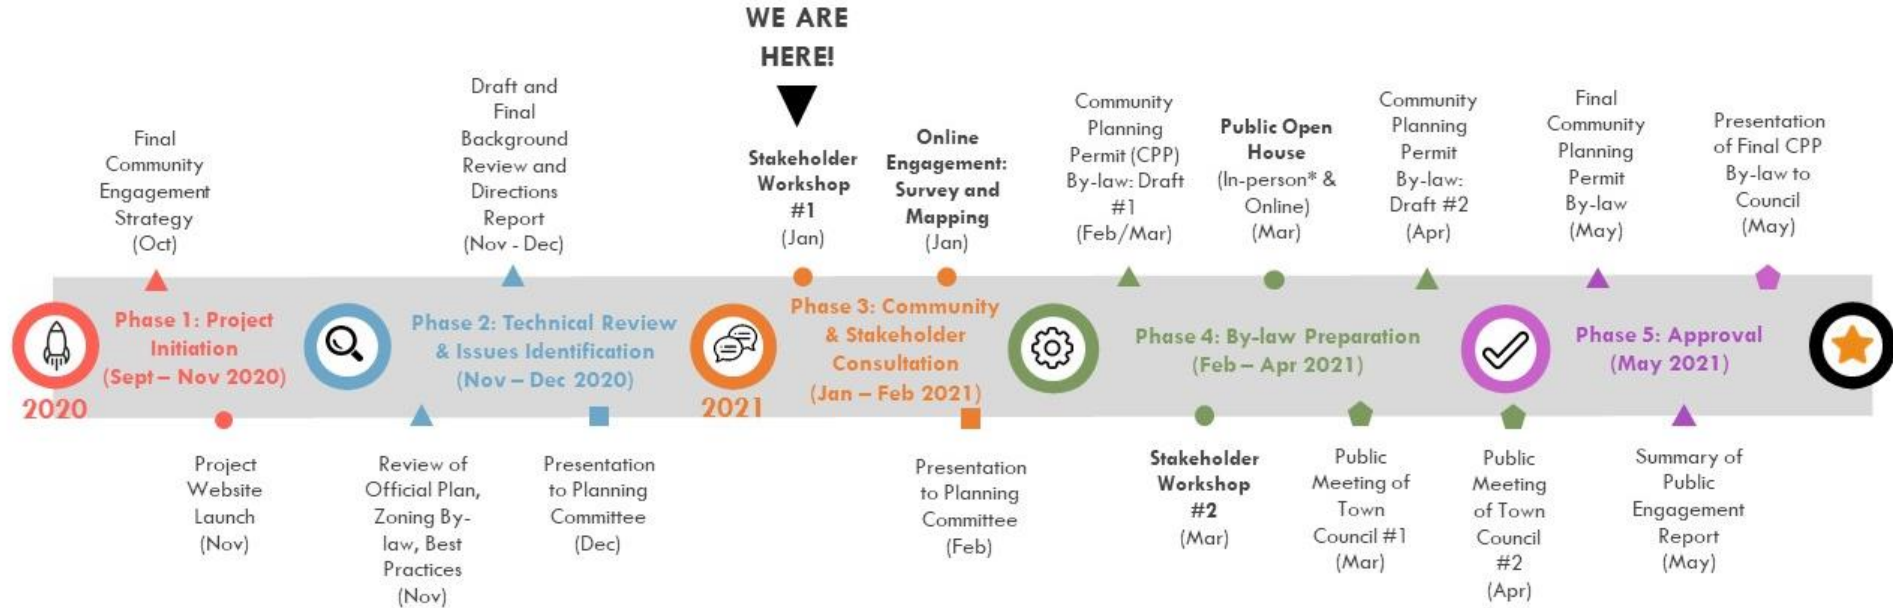 WE ARE
HERE!
Final
Community
Engagement
Strategy
(Oct)
Draft and
Final
Background
Review and
Directions
Report
(Nov - Dec)
Stakeholder
Workshop
#1
(Jan)
Online
Engagement:
Survey and
Mapping
(Jan)
Community
Planning
Permit (CPP)
By-law: Draft
#1
(Feb/Mar)
Public Open
House
(In-person* &
Online)
(Mar)
Community
Planning
Permit
By-law:
Draft #2
(Apr)
Final
Community
Planning
Permit
By-law
(May)
Presentation
of Final CPP
By-law to
Council
(May)
2020
Phase 1: Project
Initiation
(Sept – Nov 2020)
Phase 2: Technical Review
& Issues Identification
(Nov – Dec 2020)
2021
Phase 3: Community
& Stakeholder
Consultation
(Jan – Feb 2021)
Phase 4: By-law Preparation
(Feb – Apr 2021)
Phase 5: Approval
(May 2021)
Project
Website
Launch
(Nov)
Review of
Official Plan,
Zoning By-
law, Best
Practices
(Nov)
Presentation
to Planning
Committee
(Dec)
Presentation
to Planning
Committee
(Feb)
Stakeholder
Workshop
#2
(Mar)
Public
Meeting of
Town
Council #1
(Mar)
Public
Meeting
of Town
Council
#2
(Apr)
Summary of
Public
Engagement
Report
(May)